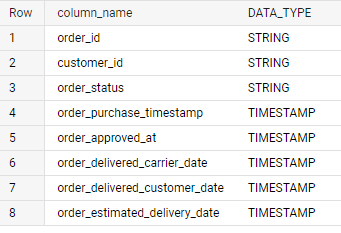 Row column_name DATA_TYPE
1 order_id STRING
2 customer_id STRING
3 order_status STRING
4 order_purchase_timestamp TIMESTAMP
5 order_approved_at TIMESTAMP
6 order_delivered_carrier_date TIMESTAMP
7 order_delivered_customer_date TIMESTAMP
8 order_estimated_delivery_date TIMESTAMP